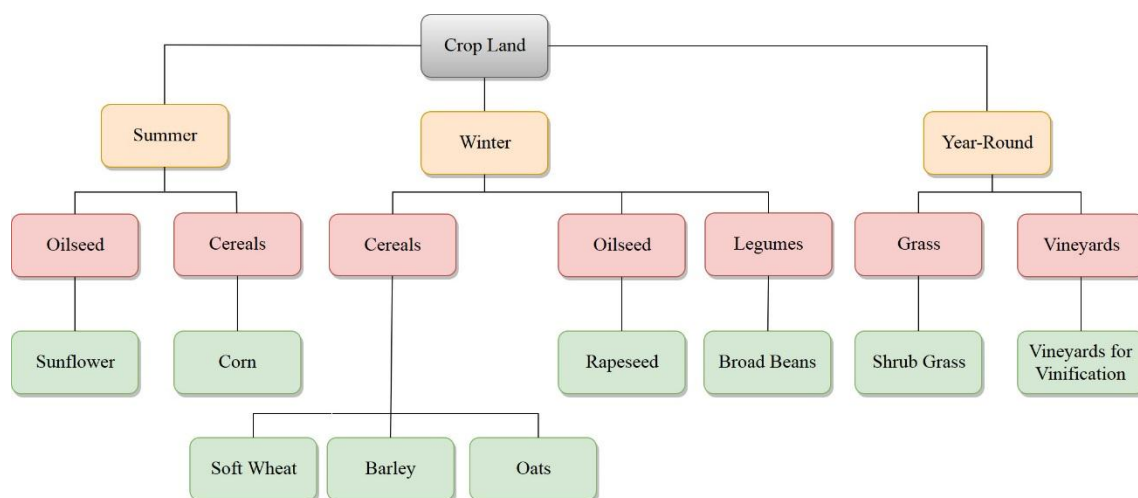 Crop Land
Summer
Winter
Year-Round
Oilseed
Cereals
Cereals
Oilseed
Legumes
Grass
Vineyards
Sunflower
Corn
Rapeseed
Broad Beans
Shrub Grass
Vineyards for
Vinification
Soft Wheat
Barley
Oats